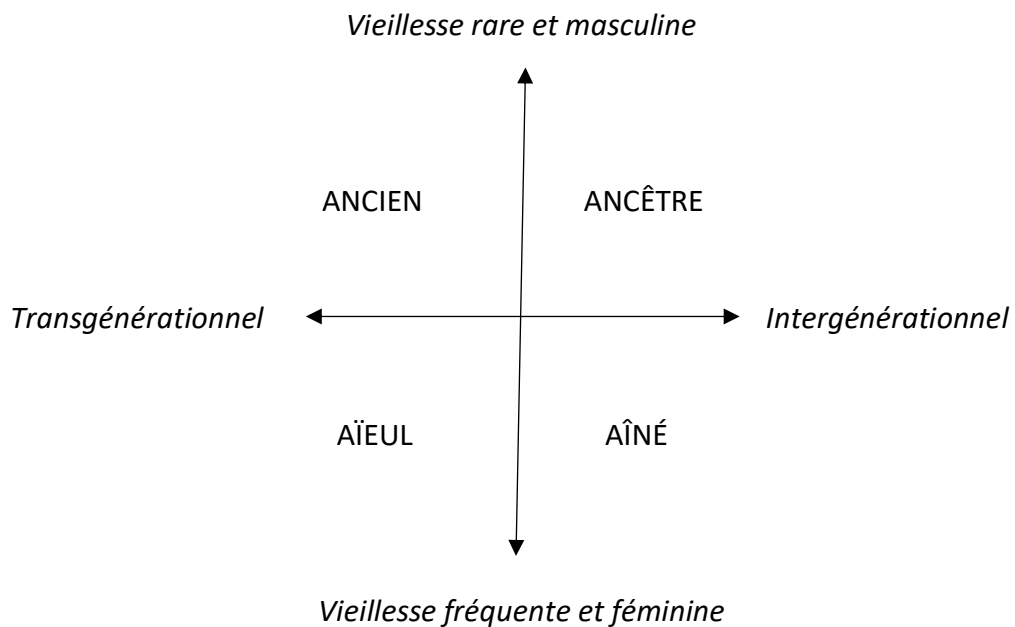 Vieillesse rare et masculine
ANCIEN ANCÊTRE
Transgénérationnel Intergénérationnel
AÏEUL AÎNÉ
Vieillesse fréquente et féminine